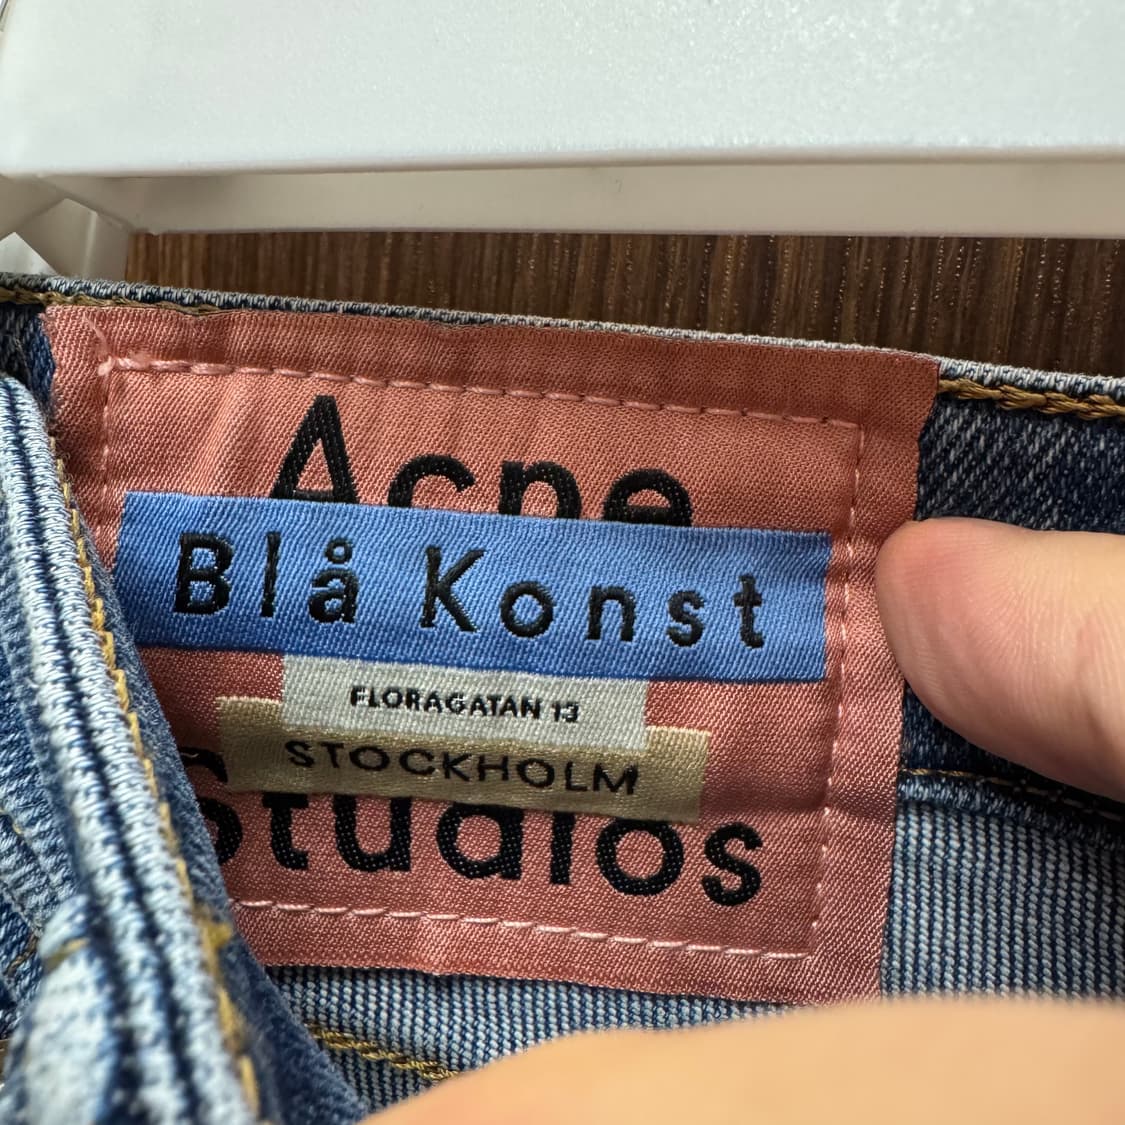 Acne
Blå Konst
FLORAGATAN 13
STOCKHOLM
Studios